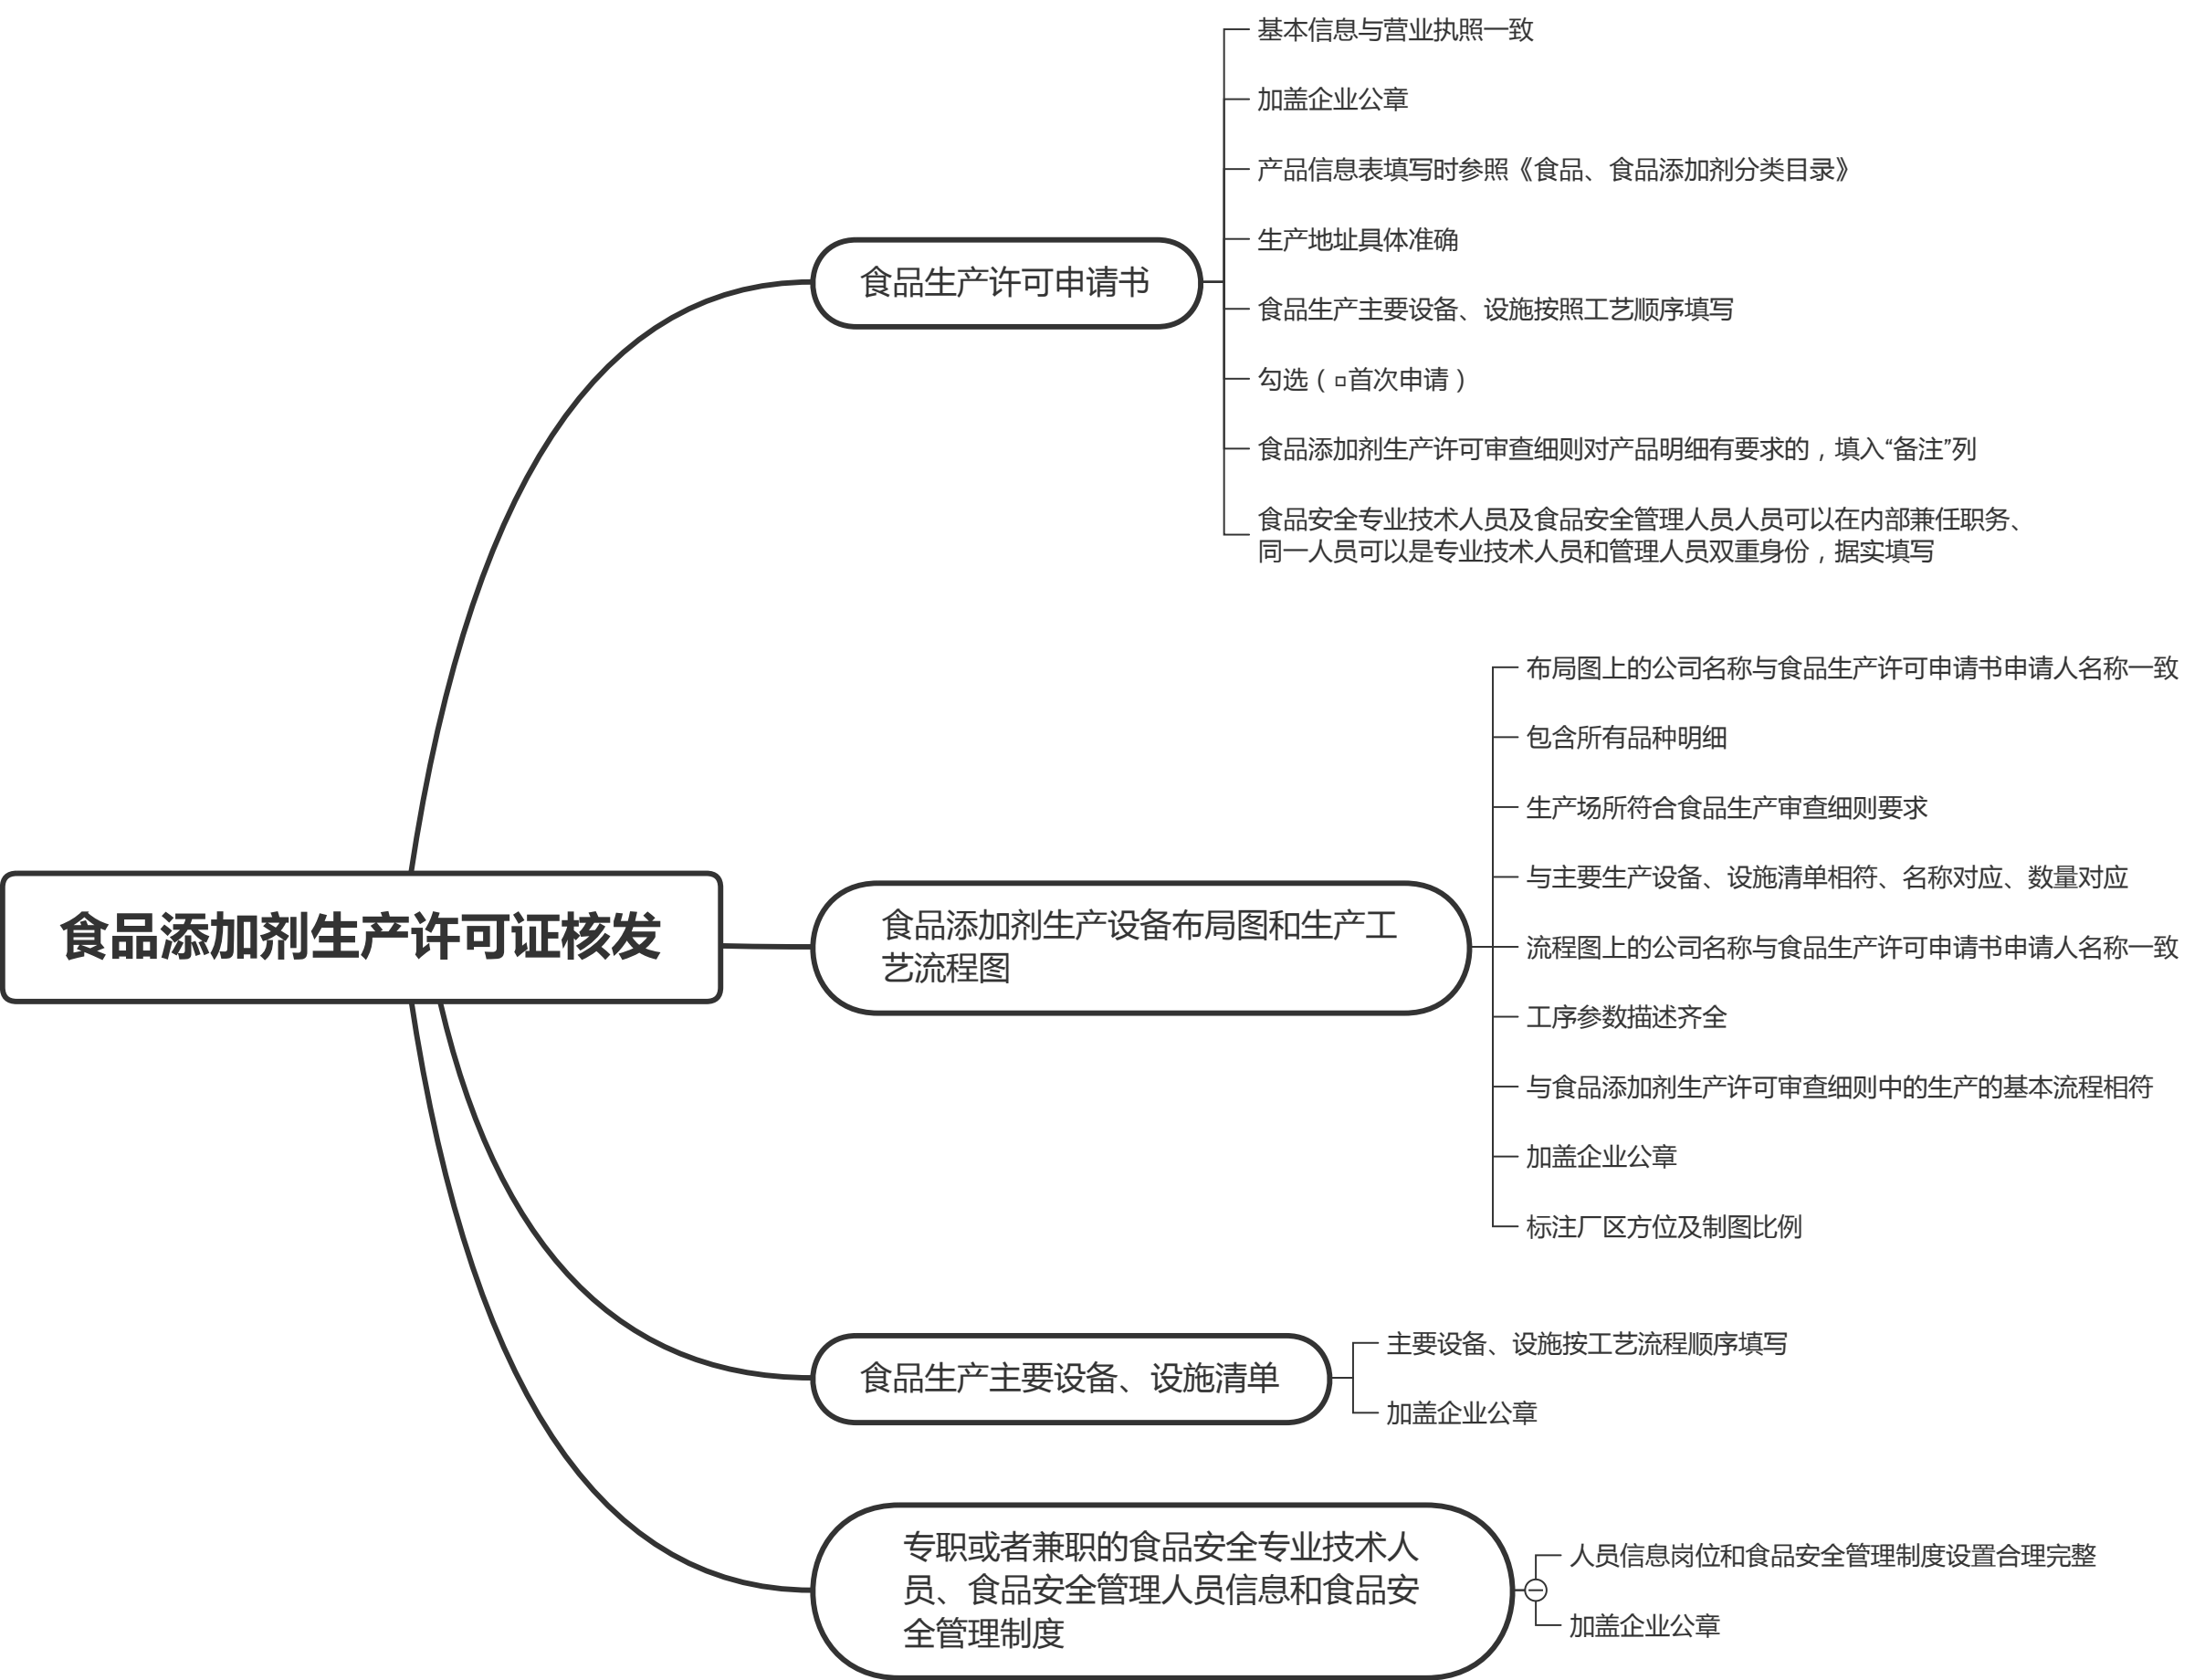 食品添加剂生产许可证核发
食品生产许可申请书
基本信息与营业执照一致
加盖企业公章
产品信息表填写时参照《食品、食品添加剂分类目录》
生产地址具体准确
食品生产主要设备、设施按照工艺顺序填写
勾选（□首次申请）
食品添加剂生产许可审查细则对产品明细有要求的，填入“备注”列
食品安全专业技术人员及食品安全管理人员人员可以在内部兼任职务、
同一人员可以是专业技术人员和管理人员双重身份，据实填写
食品添加剂生产设备布局图和生产工
艺流程图
布局图上的公司名称与食品生产许可申请书申请人名称一致
包含所有品种明细
生产场所符合食品生产审查细则要求
与主要生产设备、设施清单相符、名称对应、数量对应
流程图上的公司名称与食品生产许可申请书申请人名称一致
工序参数描述齐全
与食品添加剂生产许可审查细则中的生产的基本流程相符
加盖企业公章
标注厂区方位及制图比例
食品生产主要设备、设施清单
主要设备、设施按工艺流程顺序填写
加盖企业公章
专职或者兼职的食品安全专业技术人
员、食品安全管理人员信息和食品安
全管理制度
人员信息岗位和食品安全管理制度设置合理完整
加盖企业公章